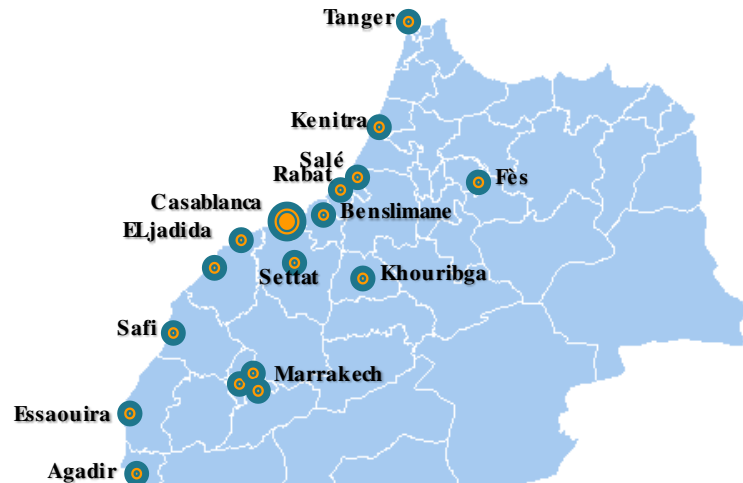 Tanger
Kenitra
Salé
Rabat
Fès
Casablanca
Benslimane
ELjadida
Settat
Khouribga
Safi
Marrakech
Essaouira
Agadir